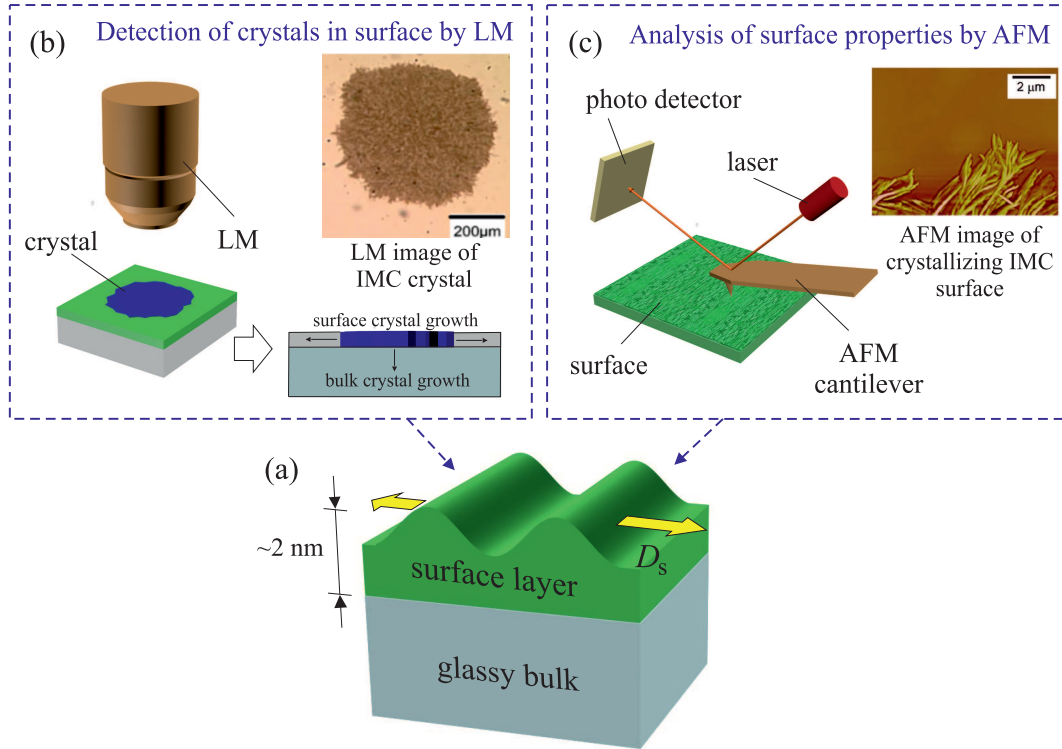 (b)
Detection of crystals in surface by LM
LM
crystal
200μm
LM image of
IMC crystal
surface crystal growth
bulk crystal growth
(c)
Analysis of surface properties by AFM
photo detector
laser
2 μm
AFM image of
crystallizing IMC
surface
surface
AFM
cantilever
(a)
~2 nm
Ds
surface layer
glassy bulk